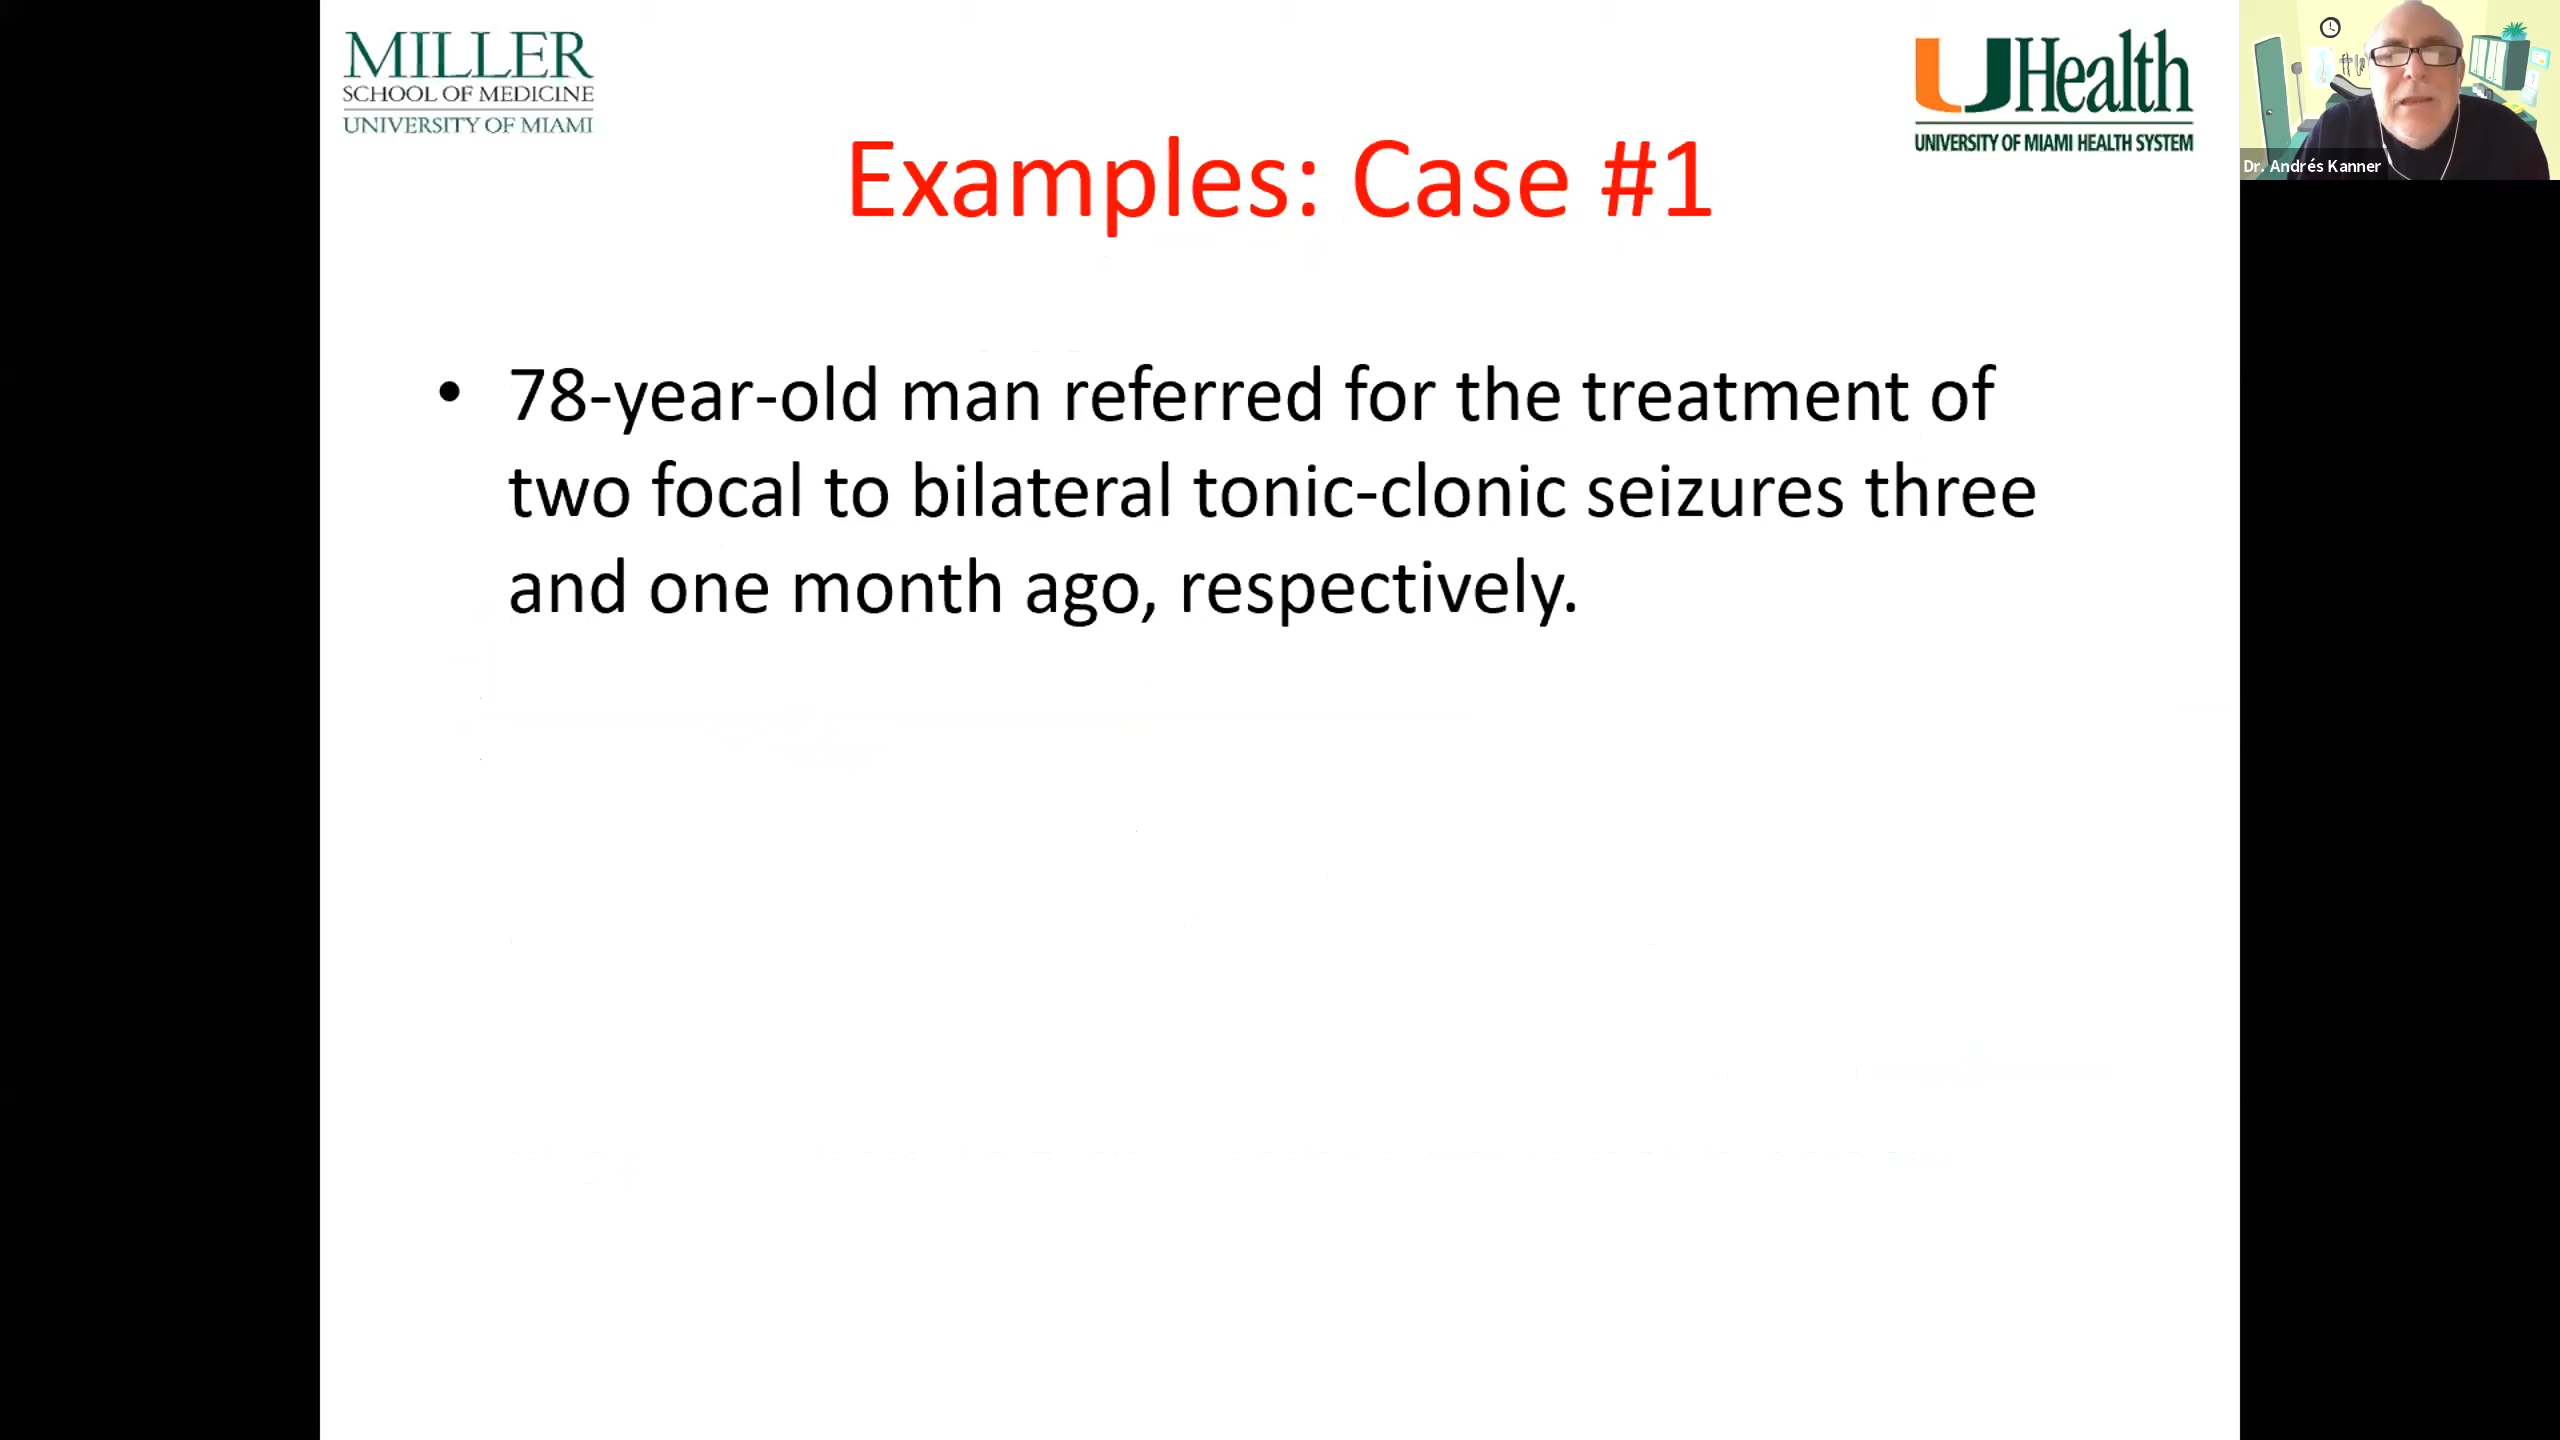 MILLER
SCHOOL OF MEDICINE
UNIVERSITY OF MIAMI
UHealth
UNIVERSITY OF MIAMI HEALTH SYSTEM
Dr. Andrés Kanner
Examples: Case #1
• 78-year-old man referred for the treatment of
two focal to bilateral tonic-clonic seizures three
and one month ago, respectively.